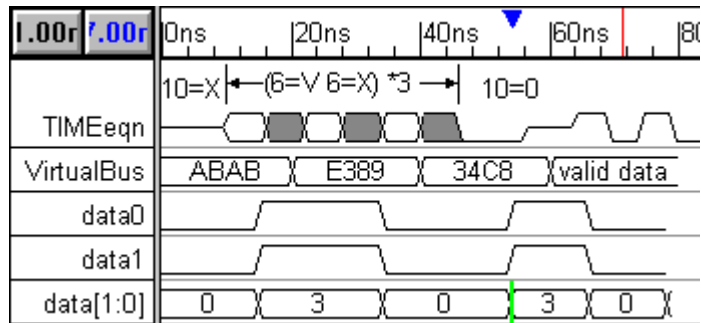 1.00r 7.00r 0ns 20ns 40ns 60ns 80
10=X (6=V 6=X) *3 10=0
TIMEeqn
VirtualBus ABAB E389 34C8 valid data
data0
data1
data[1:0] 0 3 0 3 0